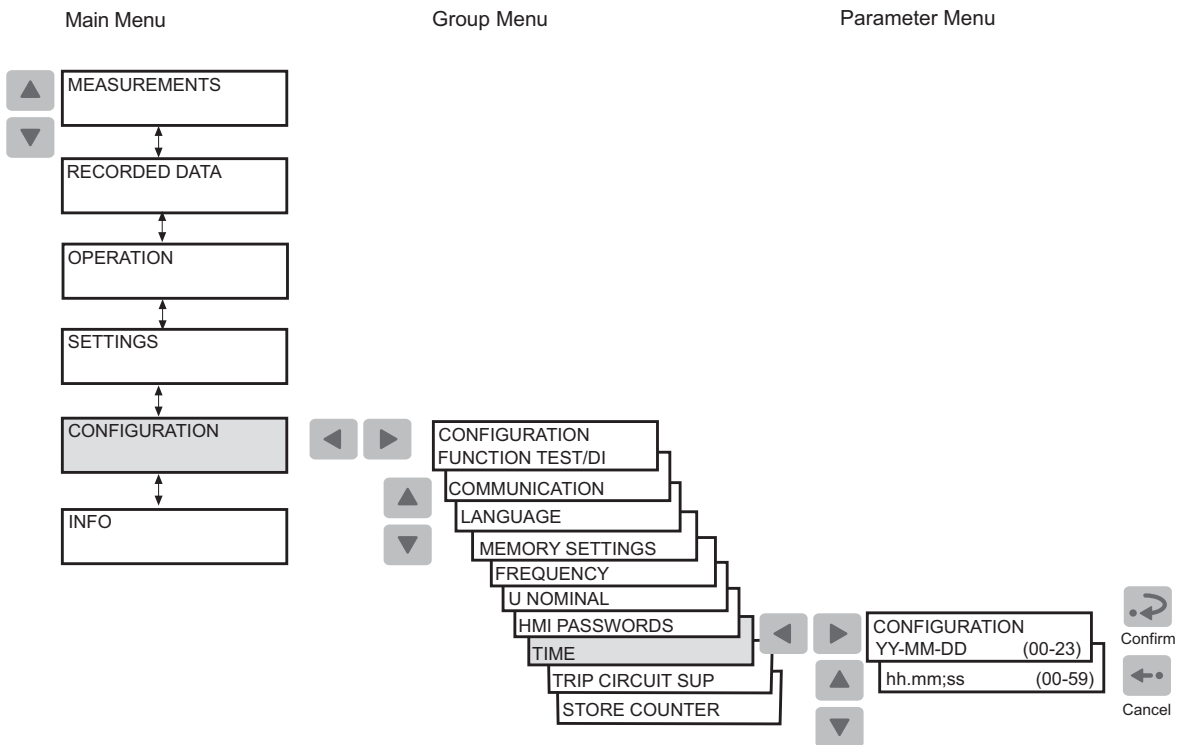 Main Menu
Group Menu
Parameter Menu
MEASUREMENTS
RECORDED DATA
OPERATION
SETTINGS
CONFIGURATION
INFO
CONFIGURATION
FUNCTION TEST/DI
COMMUNICATION
LANGUAGE
MEMORY SETTINGS
FREQUENCY
U NOMINAL
HMI PASSWORDS
TIME
TRIP CIRCUIT SUP
STORE COUNTER
CONFIGURATION
YY-MM-DD (00-23)
hh.mm;ss (00-59)
Confirm
Cancel